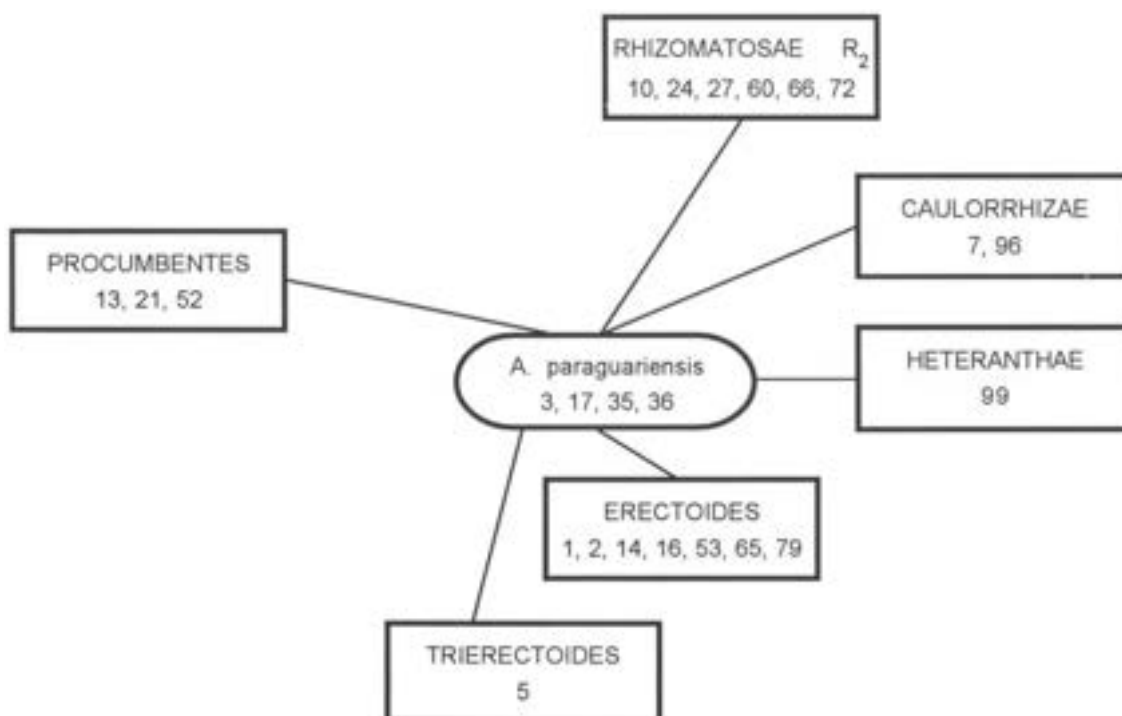 RHIZOMATOSAE R2
10, 24, 27, 60, 66, 72
CAULORRHIZAE
7, 96
PROCUMBENTES
13, 21, 52
HETERANTHAE
99
A. paraguariensis
3, 17, 35, 36
ERECTOIDES
1, 2, 14, 16, 53, 65, 79
TRIERECTOIDES
5